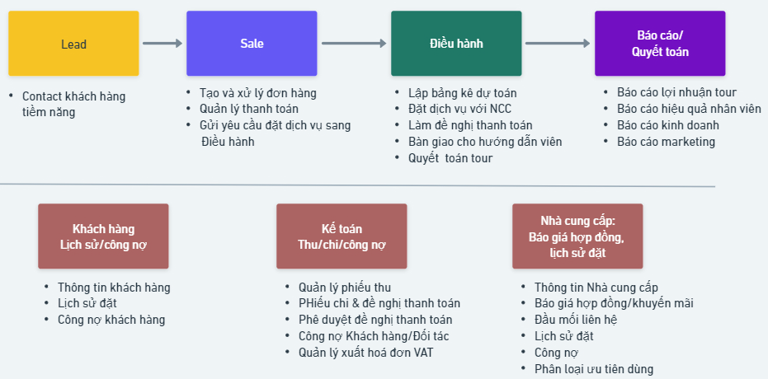 Lead
Sale
Điều hành
Báo cáo/
Quyết toán
• Contact khách hàng
tiềm năng
• Tạo và xử lý đơn hàng
• Quản lý thanh toán
• Gửi yêu cầu đặt dịch vụ sang
Điều hành
• Lập bảng kê dự toán
• Đặt dịch vụ với NCC
• Làm đề nghị thanh toán
• Bàn giao cho hướng dẫn viên
• Quyết toán tour
• Báo cáo lợi nhuận tour
• Báo cáo hiệu quả nhân viên
• Báo cáo kinh doanh
• Báo cáo marketing
Khách hàng
Lịch sử/công nợ
• Thông tin khách hàng
• Lịch sử đặt
• Công nợ khách hàng
Kế toán
Thu/chi/công nợ
• Quản lý phiếu thu
• PHiếu chi & đề nghị thanh toán
• Phê duyệt đề nghị thanh toán
• Công nợ Khách hàng/Đối tác
• Quản lý xuất hoá đơn VAT
Nhà cung cấp:
Báo giá hợp đồng,
lịch sử đặt
• Thông tin Nhà cung cấp
• Báo giá hợp đồng/khuyến mãi
• Đầu mối liên hệ
• Lịch sử đặt
• Công nợ
• Phân loại ưu tiên dùng